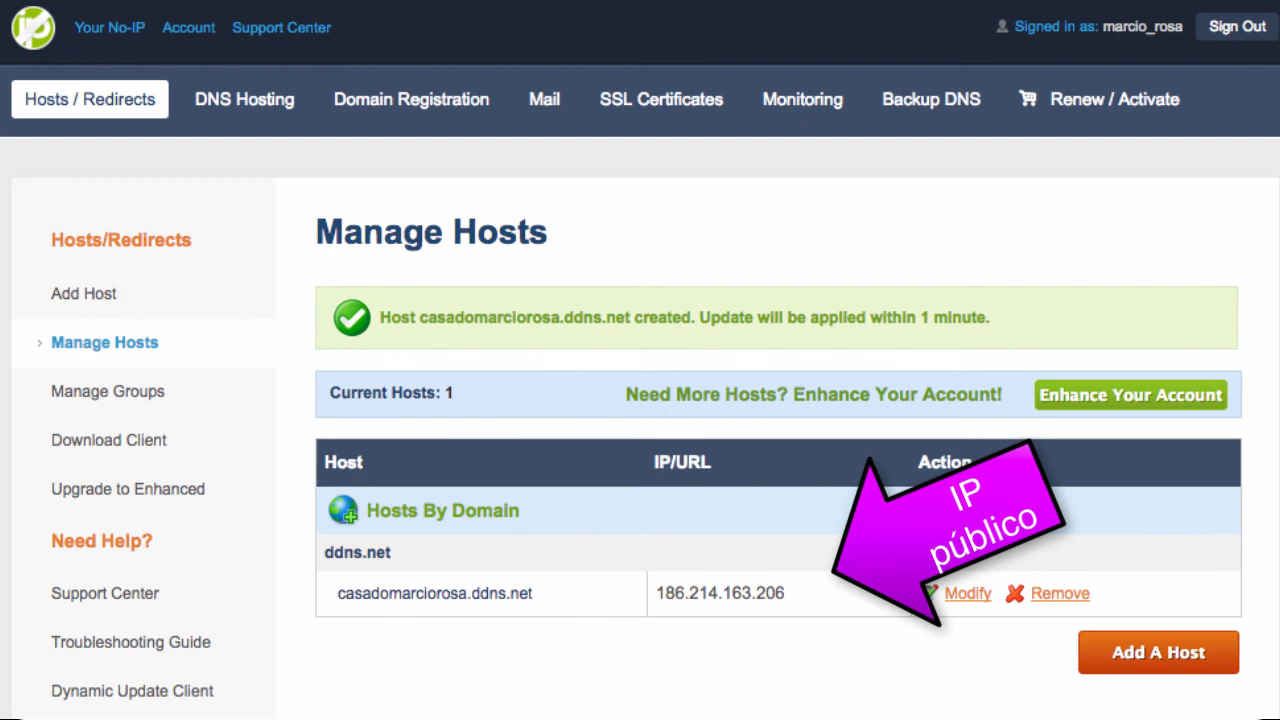 Your No-IP Account Support Center Signed in as: marcio_rosa Sign Out
Hosts / Redirects DNS Hosting Domain Registration Mail SSL Certificates Monitoring Backup DNS Renew / Activate
Hosts/Redirects
Add Host
Manage Hosts
Manage Groups
Download Client
Upgrade to Enhanced
Need Help?
Support Center
Troubleshooting Guide
Dynamic Update Client
Manage Hosts
Host casadomarciorosa.ddns.net created. Update will be applied within 1 minute.
Current Hosts: 1 Need More Hosts? Enhance Your Account! Enhance Your Account
Host IP/URL Action
Hosts By Domain
ddns.net
casadomarciorosa.ddns.net 186.214.163.206 Modify Remove
IP
público
Add A Host